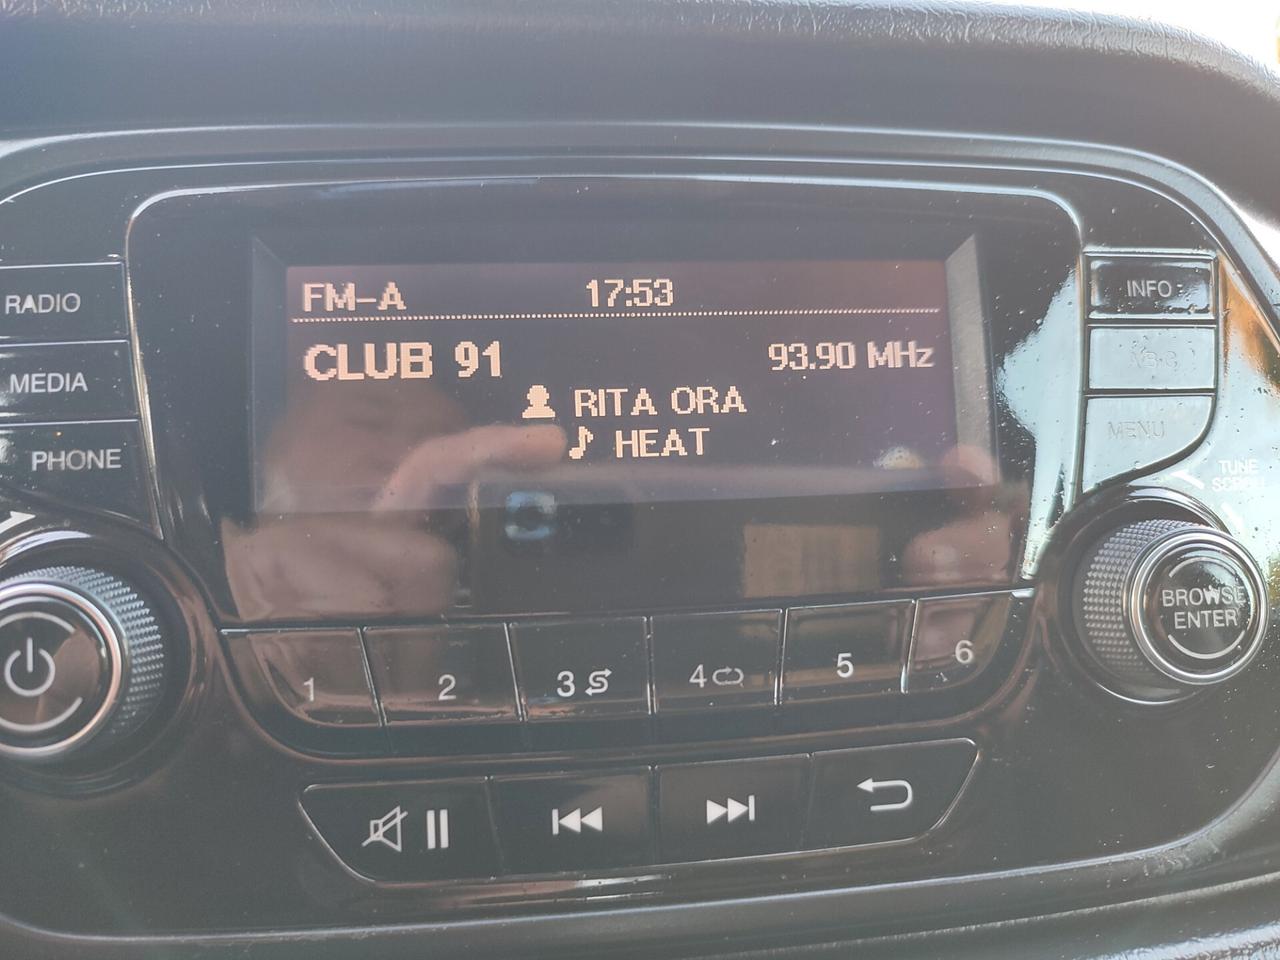 FM-A 17:53
CLUB 91 93.90 MHz
RITA ORA
HEAT
RADIO
MEDIA
PHONE
INFO
A-B-C
MENU
TUNE
SCROLL
BROWSE
ENTER
1 2 3 4 5 6